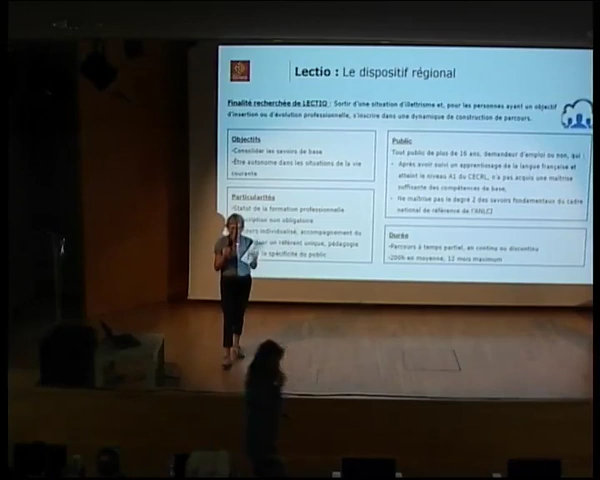 Lectio : Le dispositif régional
Finalité recherchée de LECTIO : Sortir d'une situation d'illettrisme et, pour les personnes ayant un objectif
d'insertion ou d'évolution professionnelle, s'inscrire dans une dynamique de construction de parcours.
Objectifs
-Consolider les savoirs de base
-Être autonome dans les situations de la vie
courante
Particularités
-Statut de la formation professionnelle
non obligatoire
individualisé, accompagnement du
un référent unique, pédagogie
la spécificité du public
Public
Tout public de plus de 16 ans, demandeur d'emploi ou non, qui :
- Après avoir suivi un apprentissage de la langue française et
atteint le niveau A1 du CECRL, n'a pas acquis une maîtrise
suffisante des compétences de base,
- Ne maîtrise pas le degré 2 des savoirs fondamentaux du cadre
national de référence de l'ANLCI
Durée
-Parcours à temps partiel, en continu ou discontinu
-200h en moyenne, 12 mois maximum